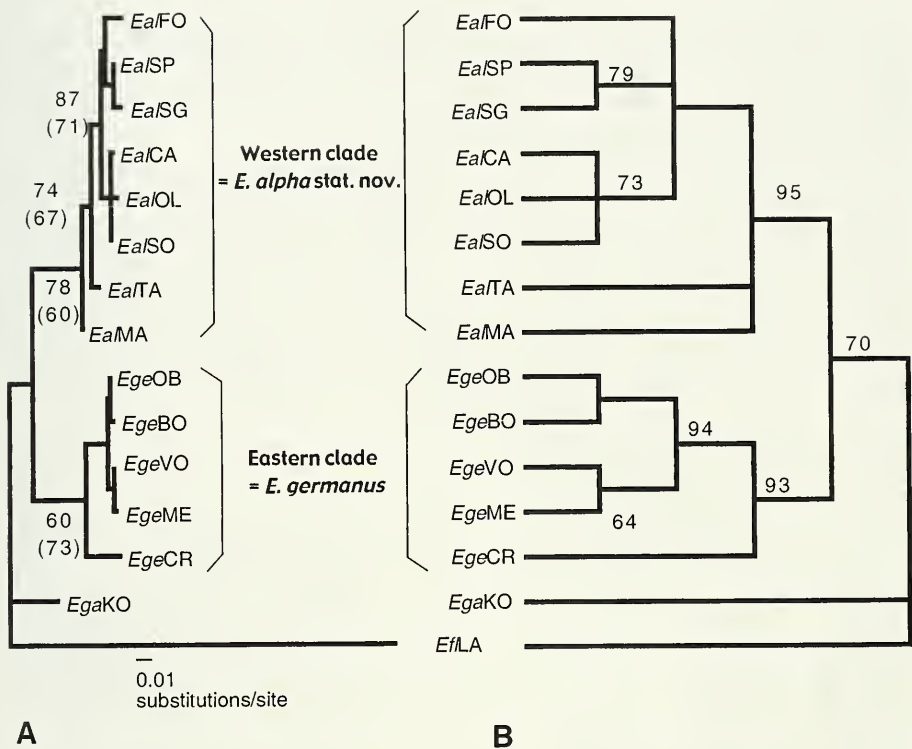 EalFO
EalSP
EalSG
EalCA
EalOL
EalSO
EalTA
EalMA
EgeOB
EgeBO
EgeVO
EgeME
EgeCR
EgaKO
87
(71)
74
(67)
78
(60)
60
(73)
0.01
substitutions/site
A
Western clade
= E. alpha stat. nov.
Eastern clade
= E. germanus
EalFO
EalSP
EalSG
EalCA
EalOL
EalSO
EalTA
EalMA
EgeOB
EgeBO
EgeVO
EgeME
EgeCR
EgaKO
EflLA
79
73
95
70
94
93
64
B